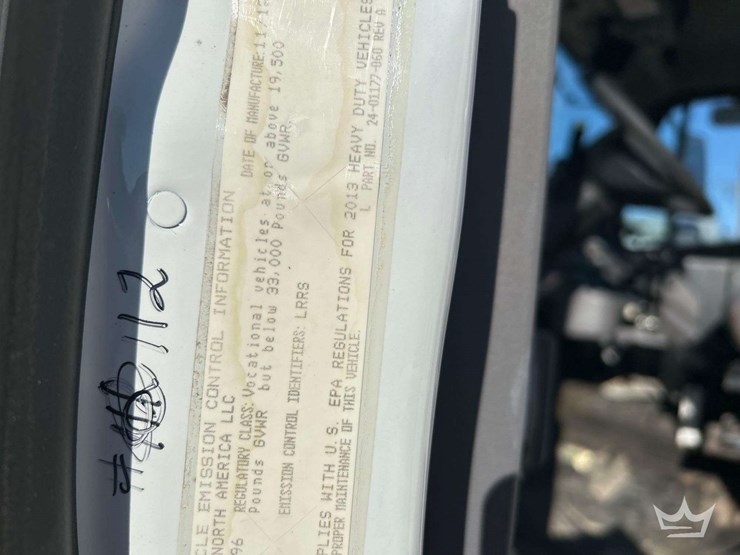 CLE EMISSION CONTROL INFORMATION
NORTH AMERICA LLC
DATE OF MANUFACTURE:11
96 REGULATORY CLASS: Vocational vehicles at or above 19,500
pounds GVWR but below 33,000 Pounds GVWR.
EMISSION CONTROL IDENTIFIERS: LRRS
PLIES WITH U.S. EPA REGULATIONS FOR 2013 HEAVY DUTY VEHICLES
PROPER MAINTENANCE OF THIS VEHICLE.
L PART NO. 24-01177-060 REV A
# 112